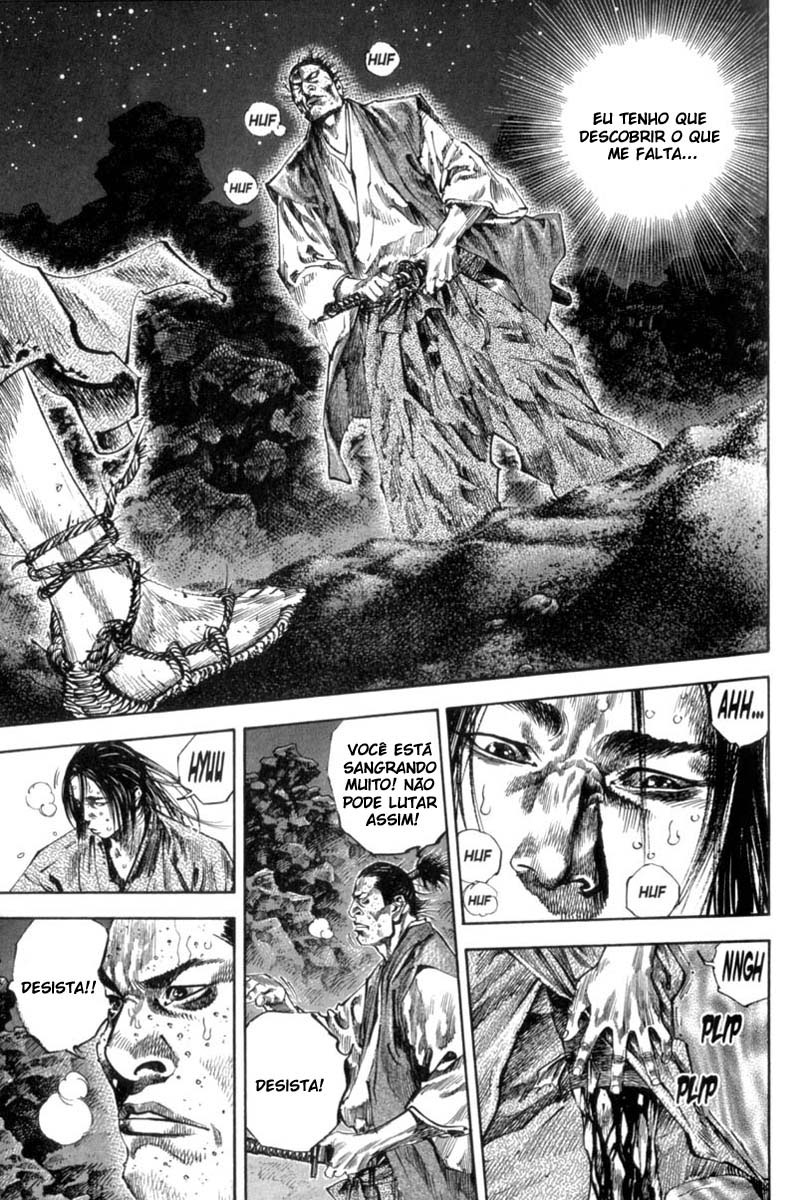 HUF
HUF
HUF
EU TENHO QUE
DESCOBRIR O QUE
ME FALTA...
AHH...
HUF
HUF
HUF
VOCÊ ESTÁ
SANGRANDO
MUITO! NÃO
PODE LUTAR
ASSIM!
HYUU
NNGH
PLIP
PLIP
DESISTA!
DESISTA!!